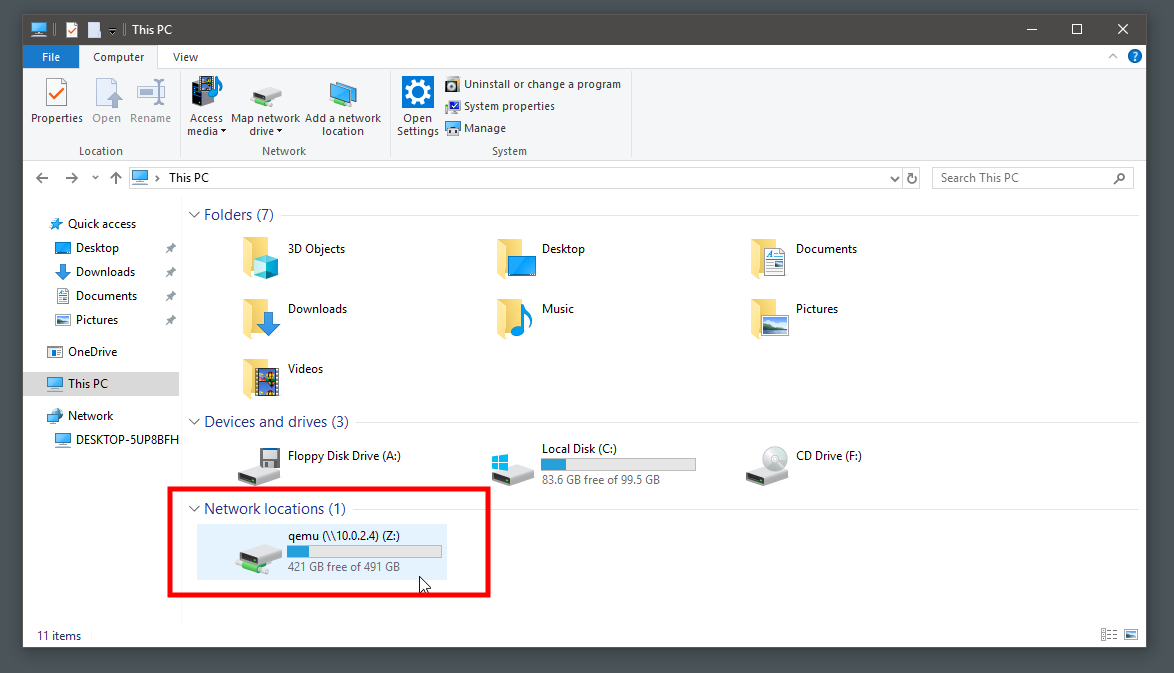 This PC
File Computer View
Properties Open Rename Access media Map network drive Add a network location Open Settings Uninstall or change a program
System properties
Manage
Location Network System
This PC Search This PC
Quick access
Desktop
Downloads
Documents
Pictures
OneDrive
This PC
Network
DESKTOP-5UP8BFH
Folders (7)
3D Objects Desktop Documents
Downloads Music Pictures
Videos
Devices and drives (3)
Floppy Disk Drive (A:) Local Disk (C:) CD Drive (F:)
83.6 GB free of 99.5 GB
Network locations (1)
qemu (\\10.0.2.4) (Z:)
421 GB free of 491 GB
11 items